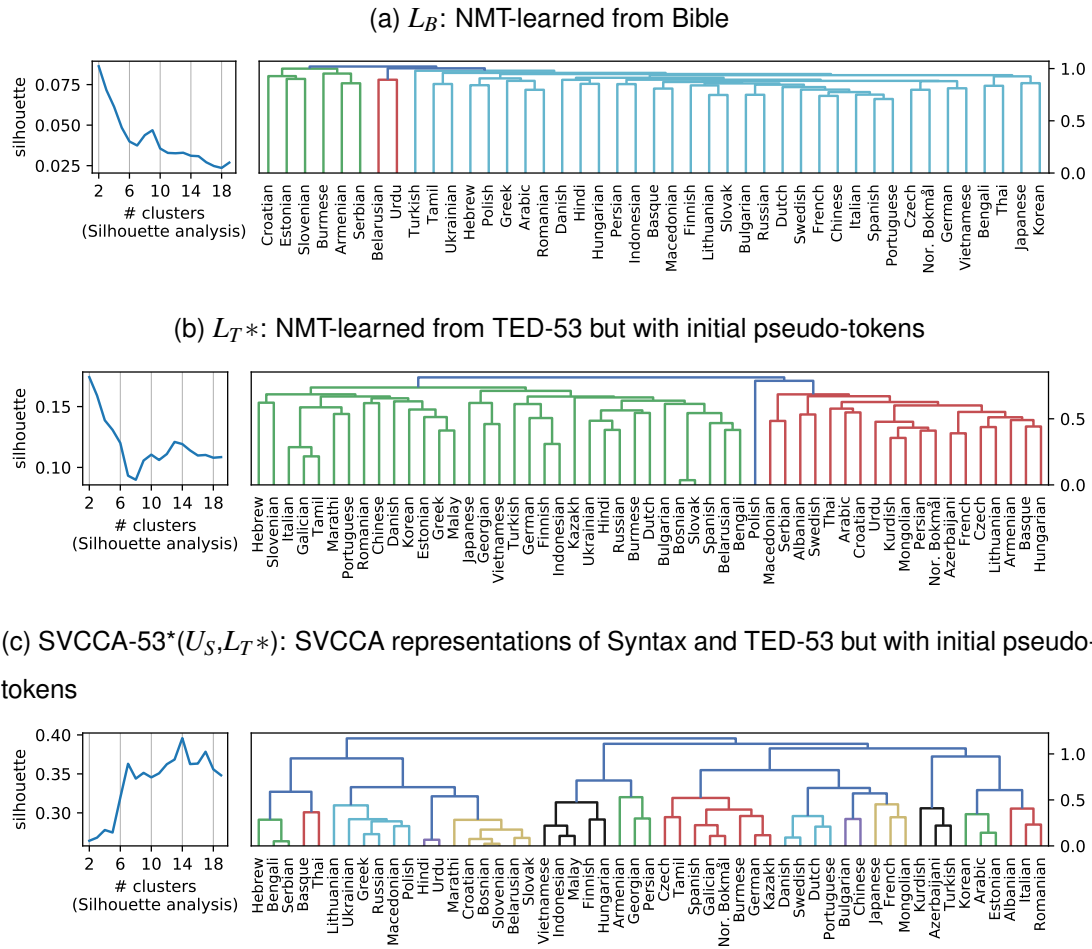 (a) L_B: NMT-learned from Bible
silhouette
0.075
0.050
0.025
2 6 10 14 18
# clusters
(Silhouette analysis)
1.0
0.5
0.0
Croatian
Estonian
Slovenian
Burmese
Armenian
Serbian
Belarusian
Urdu
Turkish
Tamil
Ukrainian
Hebrew
Polish
Greek
Arabic
Romanian
Danish
Hindi
Hungarian
Persian
Indonesian
Basque
Macedonian
Finnish
Lithuanian
Slovak
Bulgarian
Russian
Dutch
Swedish
French
Chinese
Italian
Spanish
Portuguese
Czech
Nor. Bokmål
German
Vietnamese
Bengali
Thai
Japanese
Korean
(b) L_T*: NMT-learned from TED-53 but with initial pseudo-tokens
silhouette
0.15
0.10
2 6 10 14 18
# clusters
(Silhouette analysis)
0.5
0.0
Hebrew
Slovenian
Italian
Galician
Tamil
Marathi
Portuguese
Romanian
Chinese
Danish
Korean
Estonian
Greek
Malay
Japanese
Georgian
Vietnamese
Turkish
German
Finnish
Indonesian
Kazakh
Ukrainian
Hindi
Russian
Burmese
Dutch
Bulgarian
Bosnian
Slovak
Spanish
Belarusian
Bengali
Polish
Macedonian
Serbian
Albanian
Swedish
Thai
Arabic
Croatian
Urdu
Kurdish
Mongolian
Persian
Nor. Bokmål
Azerbaijani
French
Czech
Lithuanian
Armenian
Basque
Hungarian
(c) SVCCA-53*(U_S,L_T*): SVCCA representations of Syntax and TED-53 but with initial pseudo-
tokens
silhouette
0.40
0.35
0.30
2 6 10 14 18
# clusters
(Silhouette analysis)
1.0
0.5
0.0
Hebrew
Bengali
Serbian
Basque
Thai
Lithuanian
Ukrainian
Greek
Russian
Macedonian
Polish
Hindi
Urdu
Marathi
Croatian
Bosnian
Slovenian
Belarusian
Slovak
Vietnamese
Indonesian
Malay
Finnish
Hungarian
Armenian
Georgian
Persian
Czech
Tamil
Spanish
Galician
Nor. Bokmål
Burmese
German
Kazakh
Danish
Swedish
Dutch
Portuguese
Bulgarian
Chinese
Japanese
French
Mongolian
Kurdish
Azerbaijani
Turkish
Korean
Arabic
Estonian
Albanian
Italian
Romanian